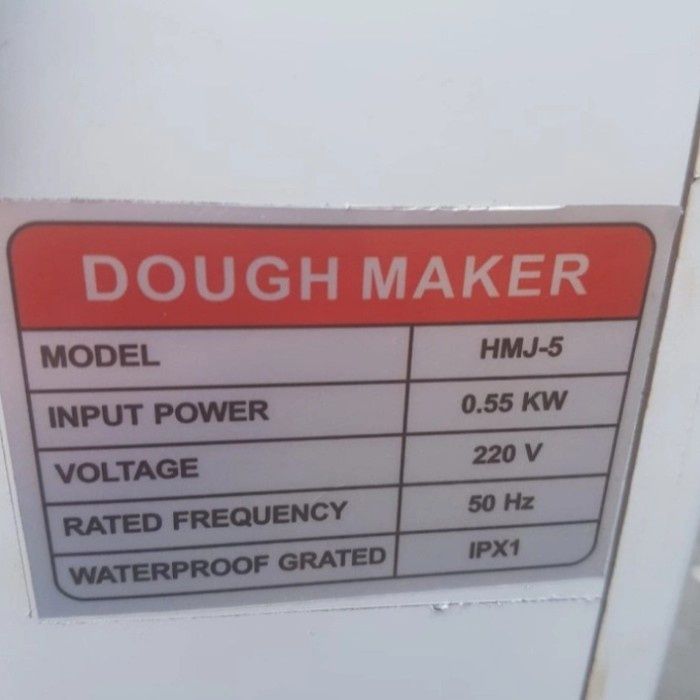 DOUGH MAKER
MODEL HMJ-5
INPUT POWER 0.55 KW
VOLTAGE 220 V
RATED FREQUENCY 50 Hz
WATERPROOF GRATED IPX1